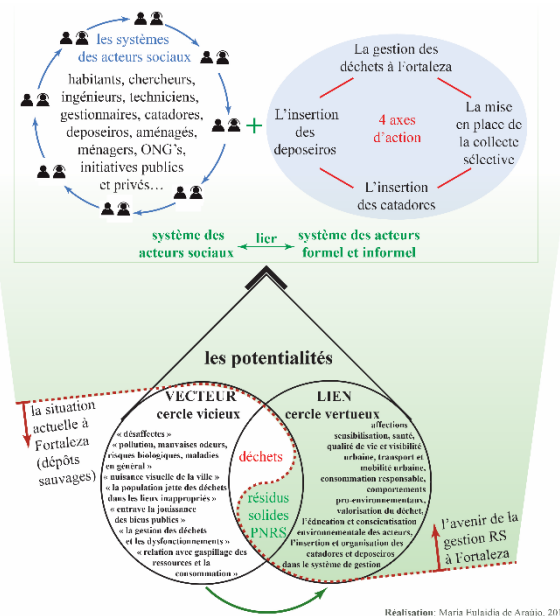 les systèmes
des acteurs sociaux
habitants, chercheurs,
ingénieurs, techniciens,
gestionnaires, catadores,
deposeiros, aménagés,
ménagers, ONG's,
initiatives publics
et privés…
+
La gestion des
déchets à Fortaleza
L'insertion
des
deposeiros
4 axes
d'action
La mise
en place de
la collecte
sélective
L'insertion
des catadores
système des
acteurs sociaux
lier
système des acteurs
formel et informel
les potentialités
VECTEUR
cercle vicieux
LIEN
cercle vertueux
la situation
actuelle à
Fortaleza
(dépôts
sauvages)
« désaffectes »
« pollution, mauvaises odeurs,
risques biologiques, maladies
en général »
« nuisance visuelle de la ville »
« la population jette des déchets
dans les lieux inappropriés »
« entrave la jouissance
des biens publics »
« la gestion des déchets
et les dysfonctionnements »
« relation avec gaspillage des
ressources et la
consommation »
déchets
résidus
solides
PNRS
affections
sensibilisation, santé,
qualité de vie et visibilité
urbaine, transport et
mobilité urbaine,
consommation responsable,
comportements
pro-environnementaux,
valorisation du déchet,
l'éducation et conscientisation
environnementale des acteurs,
l'insertion et organisation des
catadores et deposeiros
dans le système de gestion
l'avenir de la
gestion RS
à Fortaleza
Réalisation: Maria Eulaidia de Araújo, 201